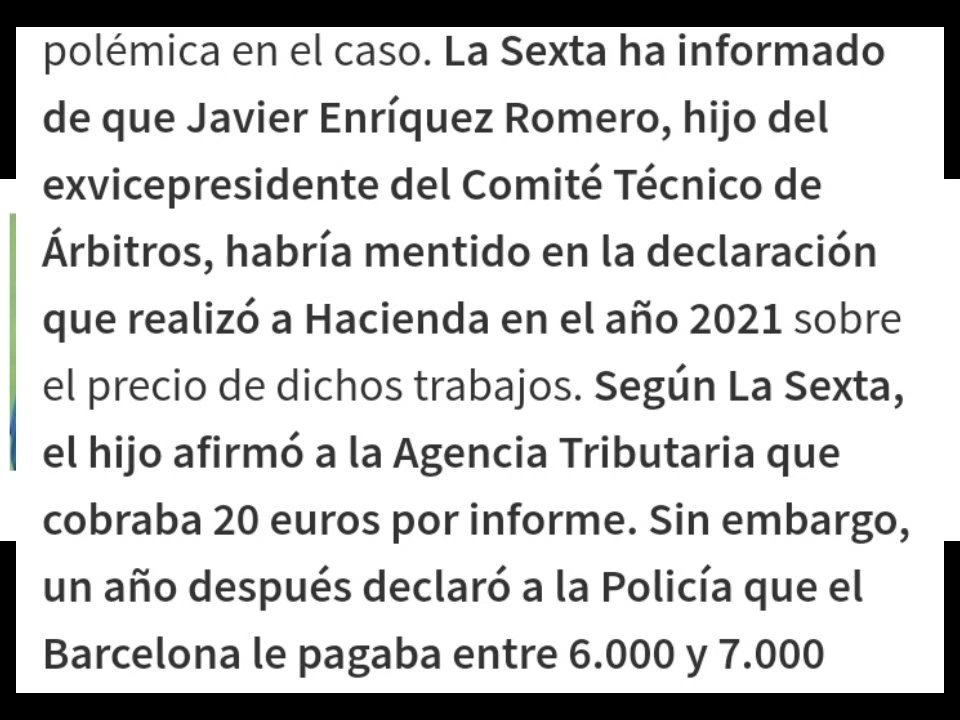 polémica en el caso. La Sexta ha informado
de que Javier Enríquez Romero, hijo del
exvicepresidente del Comité Técnico de
Árbitros, habría mentido en la declaración
que realizó a Hacienda en el año 2021 sobre
el precio de dichos trabajos. Según La Sexta,
el hijo afirmó a la Agencia Tributaria que
cobraba 20 euros por informe. Sin embargo,
un año después declaró a la Policía que el
Barcelona le pagaba entre 6.000 y 7.000